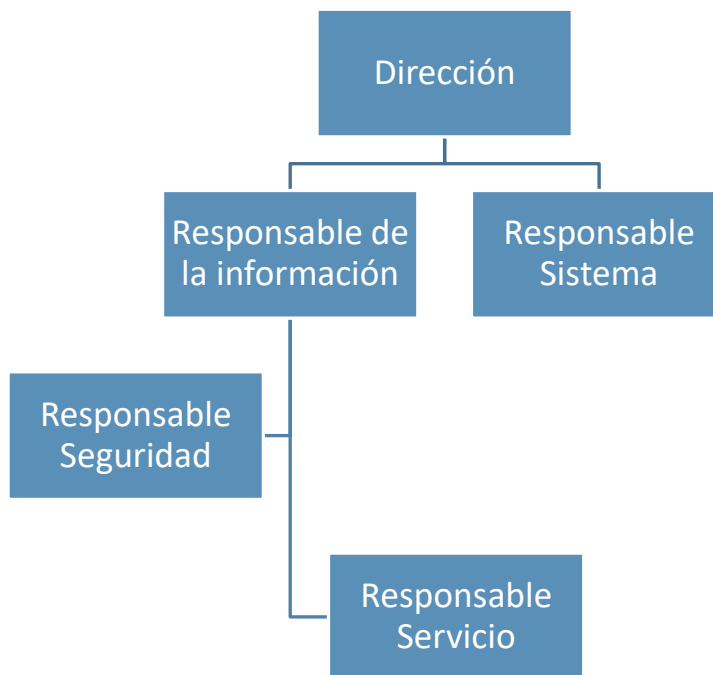 Dirección
Responsable de
la información
Responsable
Sistema
Responsable
Seguridad
Responsable
Servicio